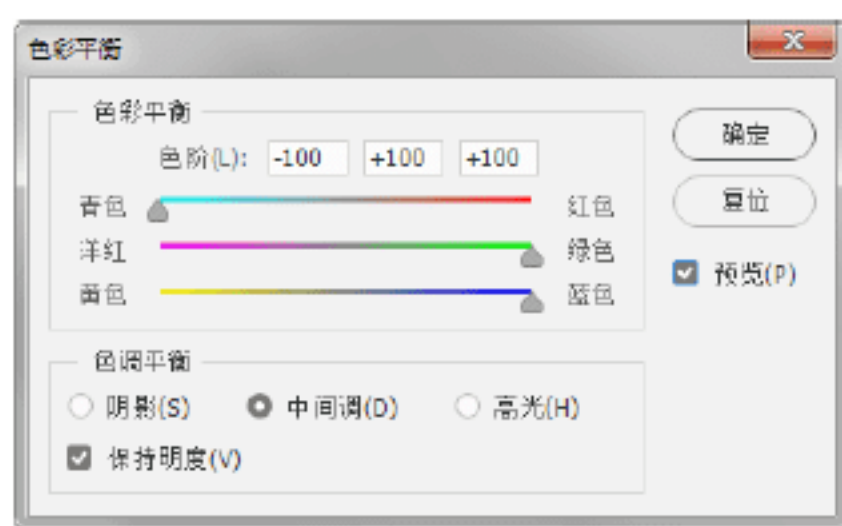 色彩平衡
色彩平衡
色阶(L): -100 +100 +100
青色 红色
洋红 绿色
黄色 蓝色
确定
复位
预览(P)
色调平衡
阴影(S) 中间调(D) 高光(H)
保持明度(V)